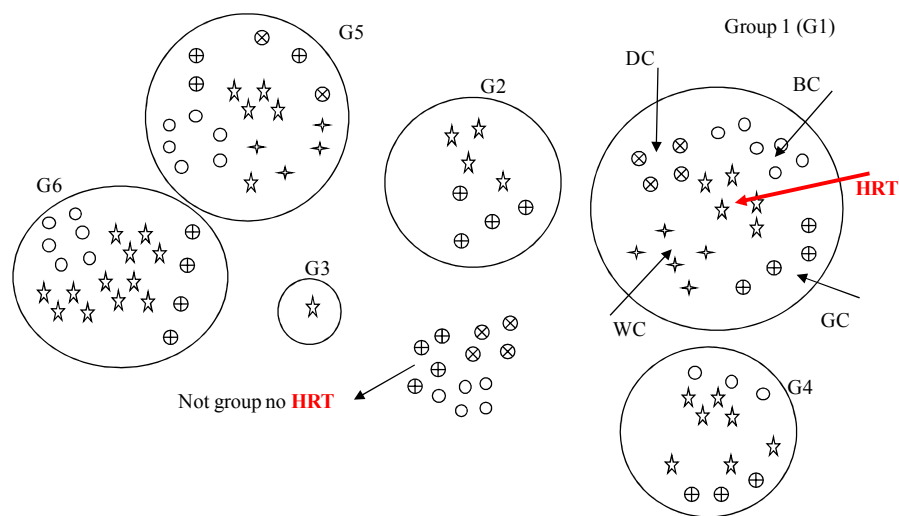 G5
Group 1 (G1)
DC
BC
G2
HRT
G6
G3
WC
GC
G4
Not group no HRT